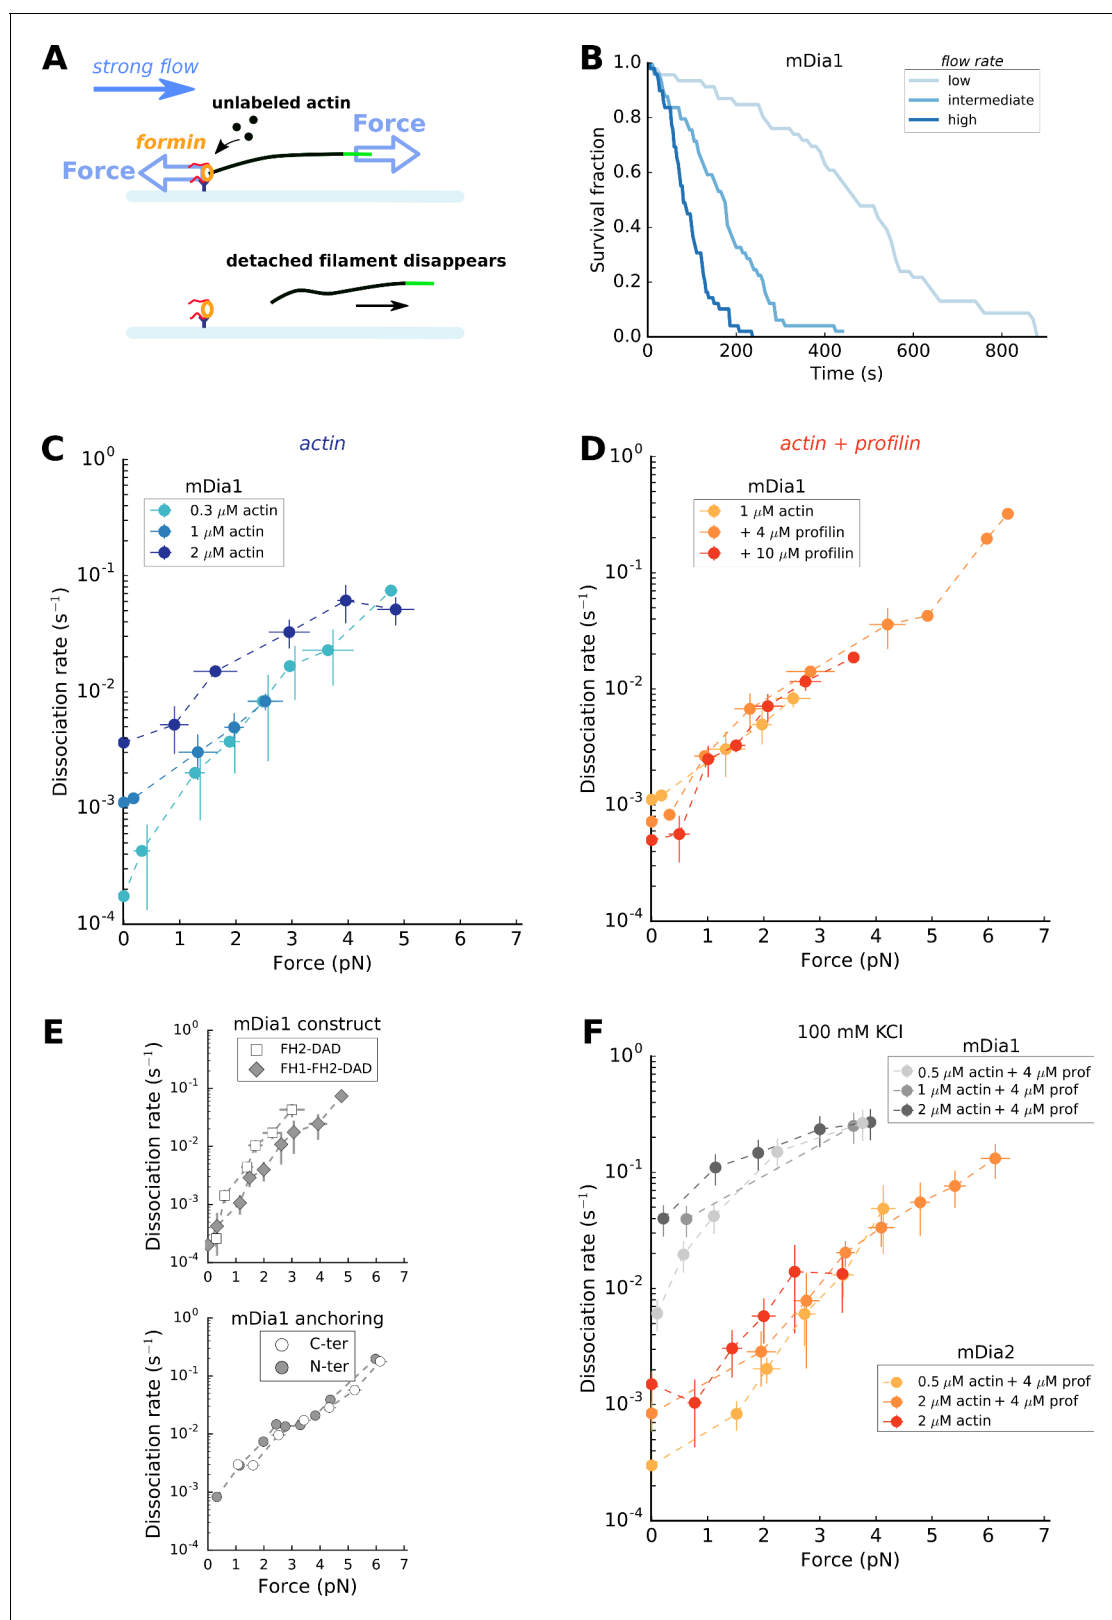 A
strong flow
unlabeled actin
Force
formin
Force
detached filament disappears
B
mDia1
flow rate
low
intermediate
high
Survival fraction
1.0
0.8
0.6
0.4
0.2
0.0
0 200 400 600 800
Time (s)
C
actin
mDia1
0.3 μM actin
1 μM actin
2 μM actin
Dissociation rate (s⁻¹)
10⁰
10⁻¹
10⁻²
10⁻³
10⁻⁴
0 1 2 3 4 5 6 7
Force (pN)
D
actin + profilin
mDia1
1 μM actin
+ 4 μM profilin
+ 10 μM profilin
Dissociation rate (s⁻¹)
10⁰
10⁻¹
10⁻²
10⁻³
10⁻⁴
0 1 2 3 4 5 6 7
Force (pN)
E
mDia1 construct
FH2-DAD
FH1-FH2-DAD
Dissociation rate (s⁻¹)
10⁰
10⁻¹
10⁻²
10⁻³
10⁻⁴
0 1 2 3 4 5 6 7
mDia1 anchoring
C-ter
N-ter
Dissociation rate (s⁻¹)
10⁰
10⁻¹
10⁻²
10⁻³
10⁻⁴
0 1 2 3 4 5 6 7
Force (pN)
F
100 mM KCl
mDia1
0.5 μM actin + 4 μM prof
1 μM actin + 4 μM prof
2 μM actin + 4 μM prof
mDia2
0.5 μM actin + 4 μM prof
2 μM actin + 4 μM prof
2 μM actin
Dissociation rate (s⁻¹)
10⁰
10⁻¹
10⁻²
10⁻³
10⁻⁴
0 1 2 3 4 5 6 7
Force (pN)